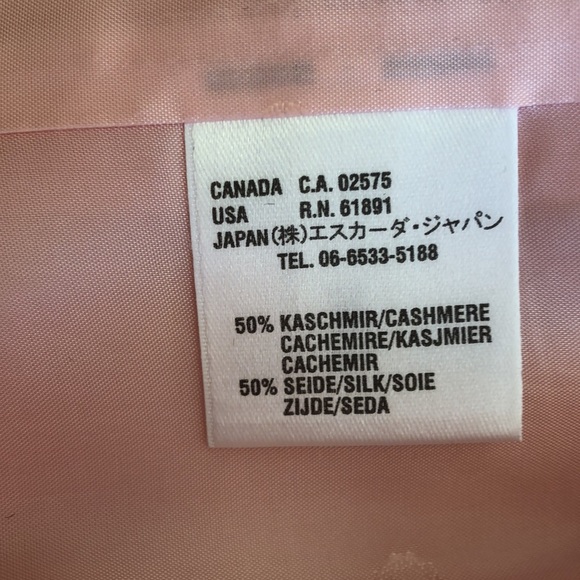 CANADA C.A. 02575
USA R.N. 61891
JAPAN(株)エスカーダ・ジャパン
TEL. 06-6533-5188
50% KASCHMIR/CASHMERE
CACHEMIRE/KASJMIER
CACHEMIR
50% SEIDE/SILK/SOIE
ZIJDE/SEDA